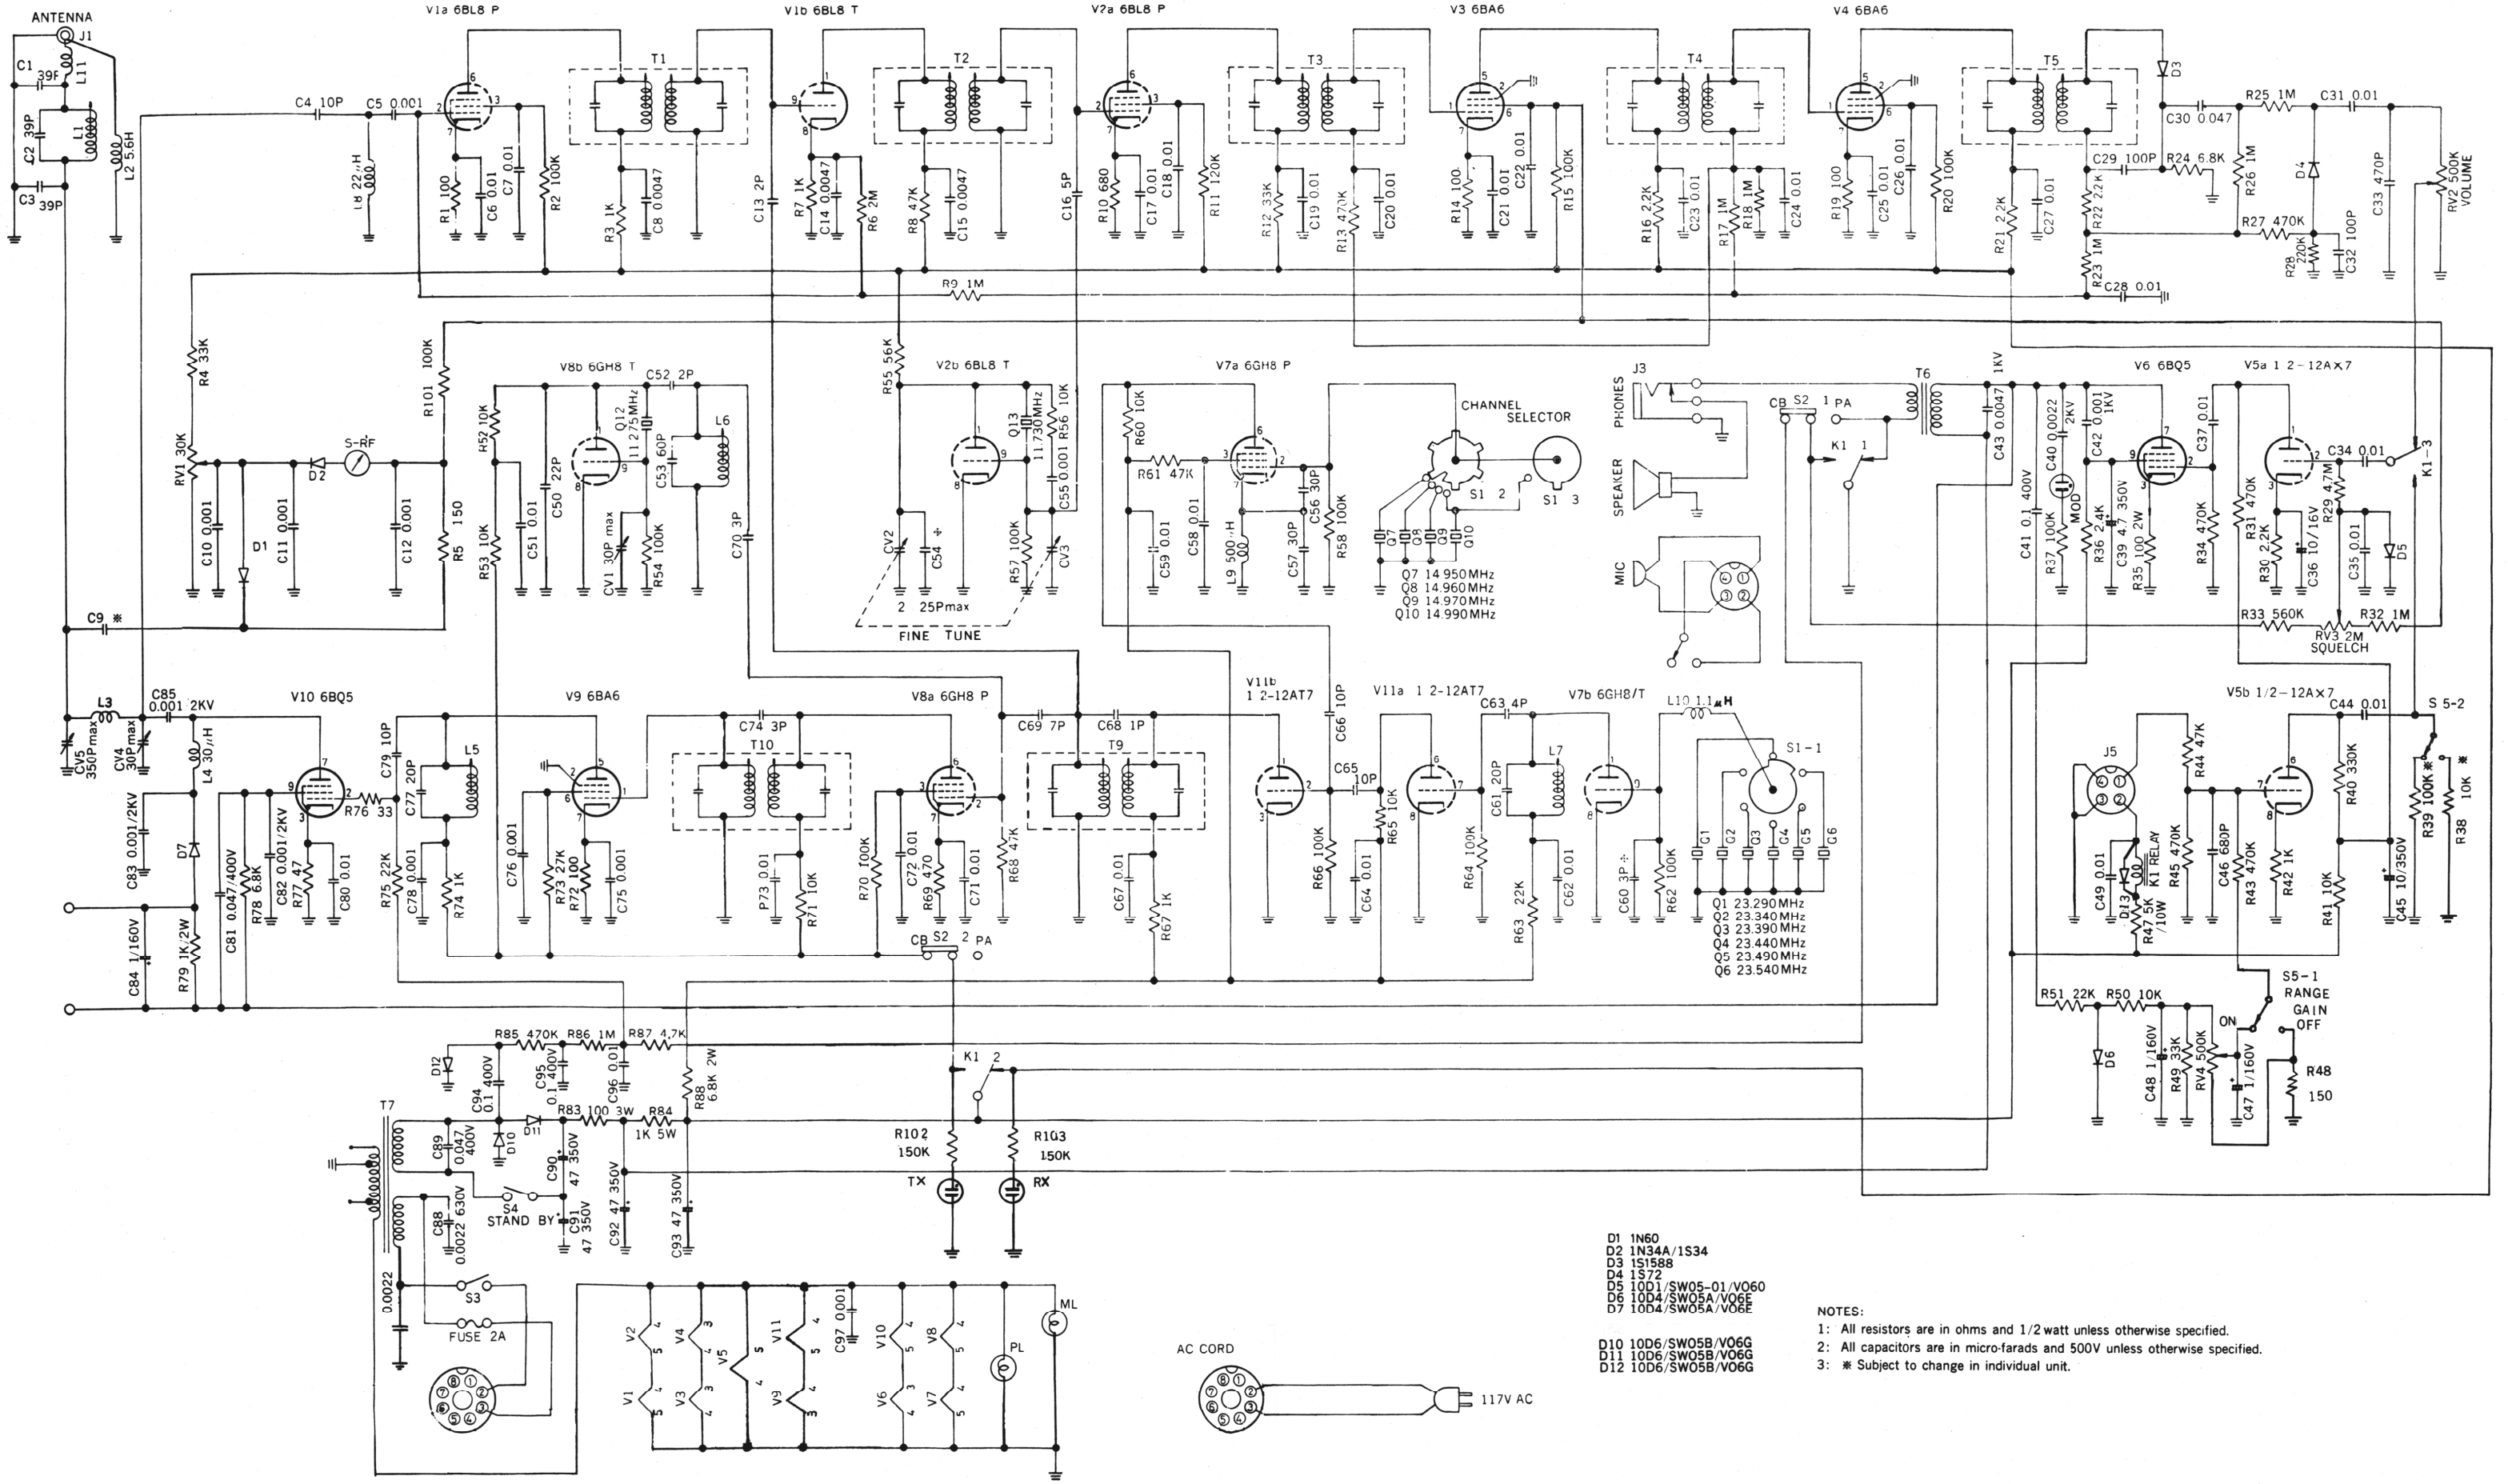 ANTENNA
J1
V1a 6BL8 P
V1b 6BL8 T
V2a 6BL8 P
V3 6BA6
V4 6BA6
C1
39P
L11
C2 39P
L1
L2 5.6H
C3
39P
C4 10P
C5 0.001
L8 22μH
R1 100
C6 0.01
C7 0.01
R2 100K
T1
R3 1K
C8 0.0047
C13 2P
R7 1K
C14 0.0047
R6 2M
T2
R8 47K
C15 0.0047
C16 5P
R10 680
C17 0.01
C18 0.01
R11 120K
T3
R12 33K
C19 0.01
R13 470K
C20 0.01
R14 100
C21 0.01
C22 0.01
R15 100K
T4
R16 2.2K
C23 0.01
R17 1M
R18 1M
C24 0.01
R19 100
C25 0.01
C26 0.01
R20 100K
T5
R21 2.2K
C27 0.01
D3
C30 0.047
R25 1M
C31 0.01
C29 100P
R24 6.8K
R26 1M
D4
R22 2.2K
R23 1M
C28 0.01
R27 470K
R28
220K
C32 100P
C33 470P
RV2 500K
VOLUME
R9 1M
R4 33K
RV1 30K
C10 0.001
D1
C11 0.001
D2
S-RF
C12 0.001
R101 100K
R5 150
C9 ※
V8b 6GH8 T
C52 2P
R52 10K
R53 10K
C51 0.01
C50 22P
Q12
11.275MHz
CV1 30P max
R54 100K
C53 60P
L6
C70 3P
R55 56K
V2b 6BL8 T
Q13
11.730MHz
R56 10K
C55 0.001
R57 100K
CV2
C54
CV3
2 25Pmax
FINE TUNE
V7a 6GH8 P
R60 10K
R61 47K
C59 0.01
C58 0.01
L9 500μH
C56 30P
C57 30P
R58 100K
CHANNEL
SELECTOR
S1 2
S1 3
Q7
Q8
Q9
Q10
Q7 14.950MHz
Q8 14.960MHz
Q9 14.970MHz
Q10 14.990MHz
PHONES
J3
SPEAKER
MIC
CB S2 1 PA
K1 1
T6
C43 0.0047 1KV
C41 0.1 400V
C40 0.0022
2KV
MOD
R37 100K
C42 0.001
1KV
R36 2.4K
C39 4.7 350V
R35 100 2W
V6 6BQ5
V5a 1 2-12AX7
C37 0.01
R34 470K
R31 470K
R30 2.2K
C36 10/16V
C34 0.01
R29 4.7M
C35 0.01
D5
K1-3
R33 560K
RV3 2M
SQUELCH
R32 1M
L3
C85
0.001 2KV
CV5
350Pmax
CV4
30Pmax
L4 30μH
C83 0.001/2KV
D7
C84 1/160V
R79 1K/2W
C81 0.047/400V
R78 6.8K
C82 0.001/2KV
R77 47
C80 0.01
V10 6BQ5
R76 33
C79 10P
R75 22K
C77 20P
L5
C78 0.001
R74 1K
V9 6BA6
C76 0.001
R73 27K
R72 100
C75 0.001
C74 3P
T10
P73 0.01
R71 10K
V8a 6GH8 P
R70 100K
C72 0.01
R69 470
C71 0.01
R68 47K
C69 7P
C68 1P
T9
C67 0.01
R67 1K
CB S2 2 PA
V11b
1 2-12AT7
C66 10P
C65
10P
R66 100K
C64 0.01
R65 10K
V11a 1 2-12AT7
R64 100K
C63 4P
C61 20P
L7
R63 22K
C62 0.01
V7b 6GH8/T
C60 3P
R62 100K
L10 1.1μH
S1-1
G1
G2
G3
G4
G5
G6
Q1 23.290MHz
Q2 23.340MHz
Q3 23.390MHz
Q4 23.440MHz
Q5 23.490MHz
Q6 23.540MHz
V5b 1/2-12AX7
J5
C49 0.01
D13
K1 RELAY
R47 5K
/10W
R44 47K
R45 470K
C46 680P
R43 470K
R42 1K
R40 330K
R41 10K
C44 0.01
C45 10/350V
S 5-2
R39 100K ※
R38 10K ※
S5-1
RANGE
GAIN
ON
OFF
R51 22K
R50 10K
D6
C48 1/160V
R49 33K
RV4 500K
C47 1/160V
R48
150
R85 470K
R86 1M
R87 4.7K
D12
C94
0.1 400V
C95
0.1 400V
C96 0.01
R88
6.8K 2W
K1 2
T7
C89
0.047
400V
D10
D11
R83 100 3W
R84
1K 5W
C90
47 350V
S4
STAND BY
C91
47 350V
C92 47 350V
C93 47 350V
C88
0.0022 630V
R102
150K
R103
150K
TX
RX
0.0022
S3
FUSE 2A
V2
V1
V4
V3
V5
V11
V9
C97 0.001
V10
V6
V8
V7
PL
ML
AC CORD
117V AC
D1 1N60
D2 1N34A/1S34
D3 1S1588
D4 1S72
D5 10D1/SW05-01/VO60
D6 10D4/SW05A/VO6E
D7 10D4/SW05A/VO6E
D10 10D6/SW05B/VO6G
D11 10D6/SW05B/VO6G
D12 10D6/SW05B/VO6G
NOTES:
1: All resistors are in ohms and 1/2 watt unless otherwise specified.
2: All capacitors are in micro-farads and 500V unless otherwise specified.
3: ※ Subject to change in individual unit.